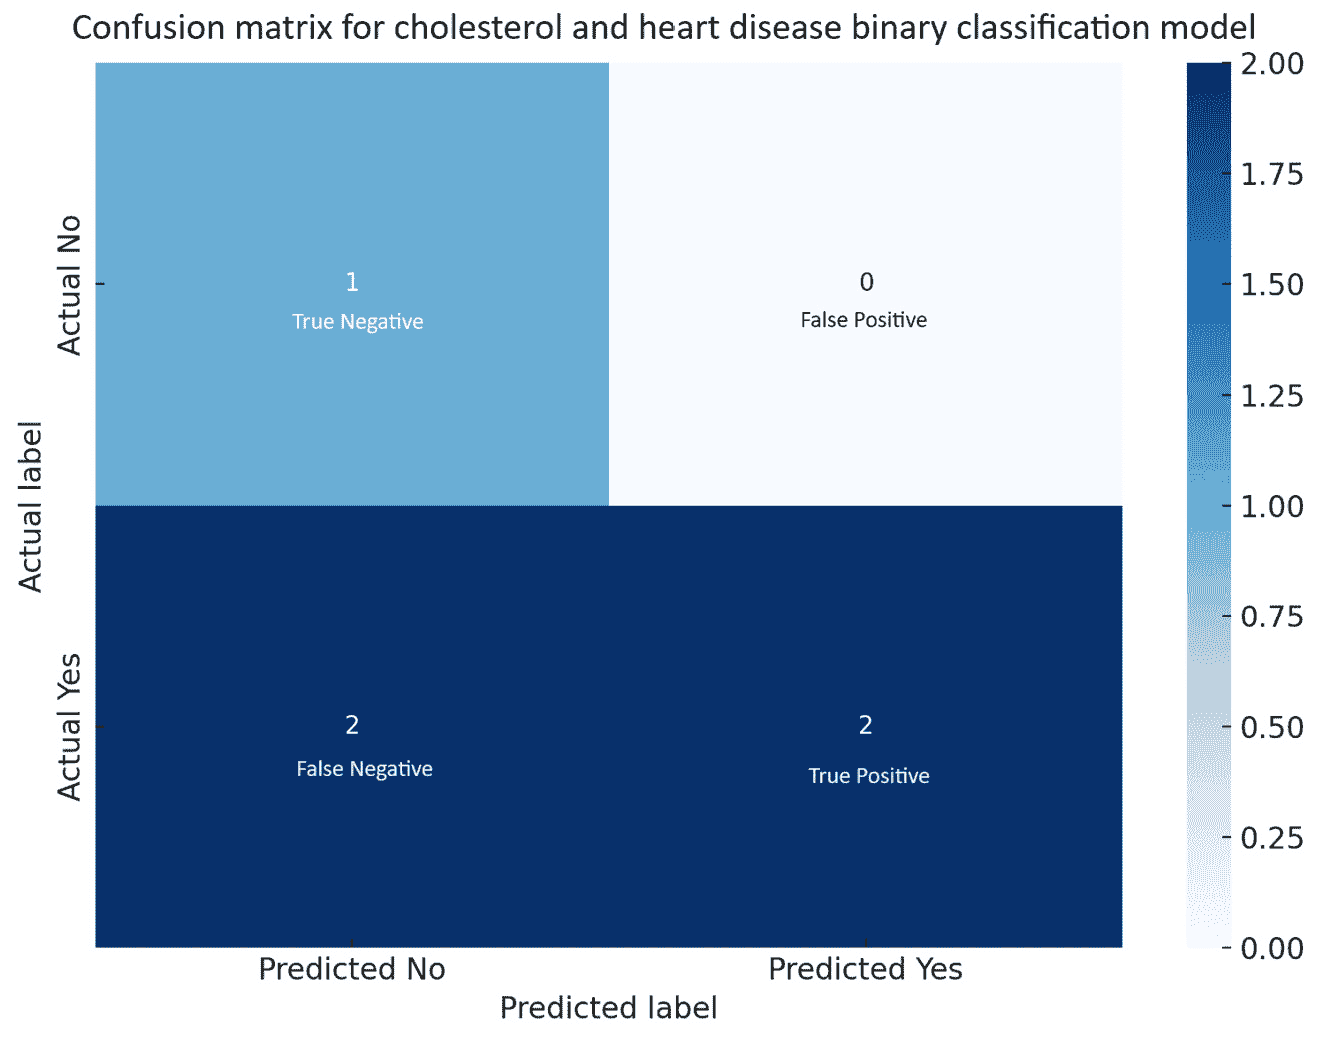 Confusion matrix for cholesterol and heart disease binary classification model
Actual label
Actual No
1
True Negative
0
False Positive
Actual Yes
2
False Negative
2
True Positive
Predicted No
Predicted Yes
Predicted label
2.00
1.75
1.50
1.25
1.00
0.75
0.50
0.25
0.00